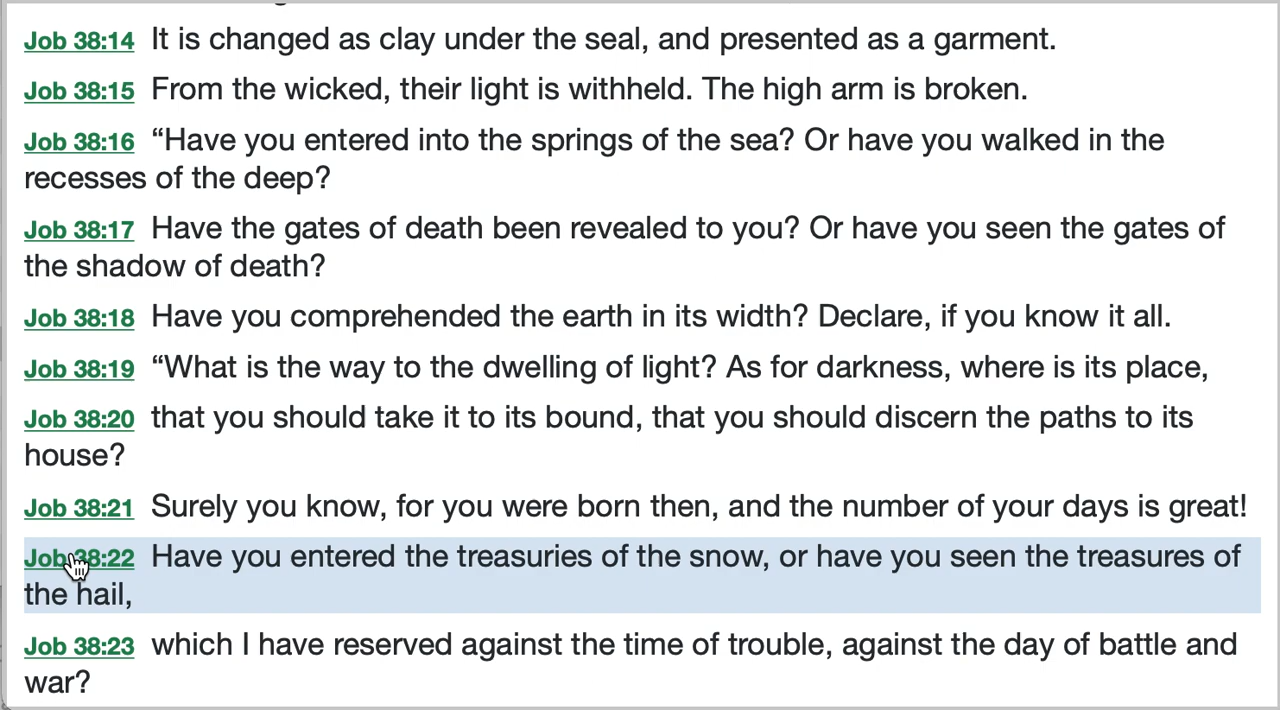 Job 38:14 It is changed as clay under the seal, and presented as a garment.
Job 38:15 From the wicked, their light is withheld. The high arm is broken.
Job 38:16 “Have you entered into the springs of the sea? Or have you walked in the
recesses of the deep?
Job 38:17 Have the gates of death been revealed to you? Or have you seen the gates of
the shadow of death?
Job 38:18 Have you comprehended the earth in its width? Declare, if you know it all.
Job 38:19 “What is the way to the dwelling of light? As for darkness, where is its place,
Job 38:20 that you should take it to its bound, that you should discern the paths to its
house?
Job 38:21 Surely you know, for you were born then, and the number of your days is great!
Job 38:22 Have you entered the treasuries of the snow, or have you seen the treasures of
the hail,
Job 38:23 which I have reserved against the time of trouble, against the day of battle and
war?